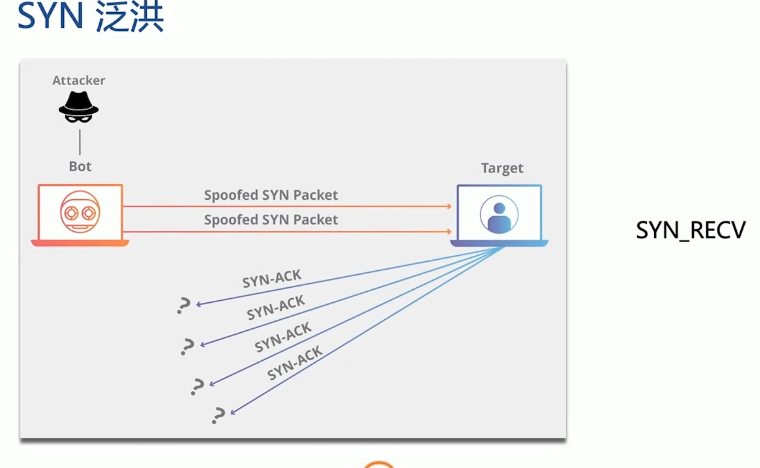 SYN 泛洪
Attacker
Bot
Target
Spoofed SYN Packet
Spoofed SYN Packet
SYN_RECV
SYN-ACK
SYN-ACK
SYN-ACK
SYN-ACK
?
?
?
?